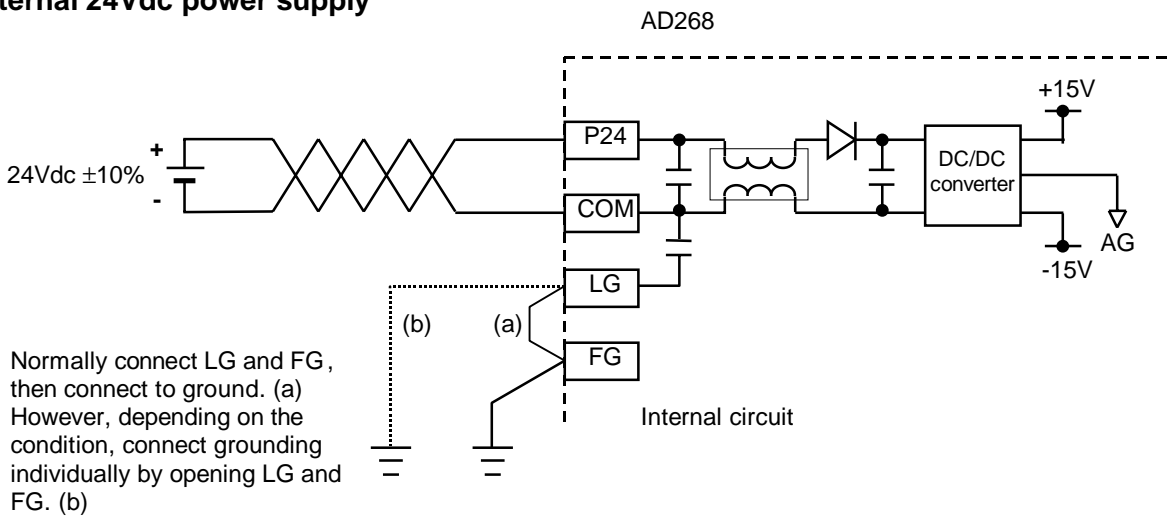 24Vdc power supply
AD268
+15V
P24
+
24Vdc ±10%
-
DC/DC
converter
COM
AG
-15V
LG
(b)
(a)
FG
Normally connect LG and FG,
then connect to ground. (a)
However, depending on the
condition, connect grounding
individually by opening LG and
FG. (b)
Internal circuit